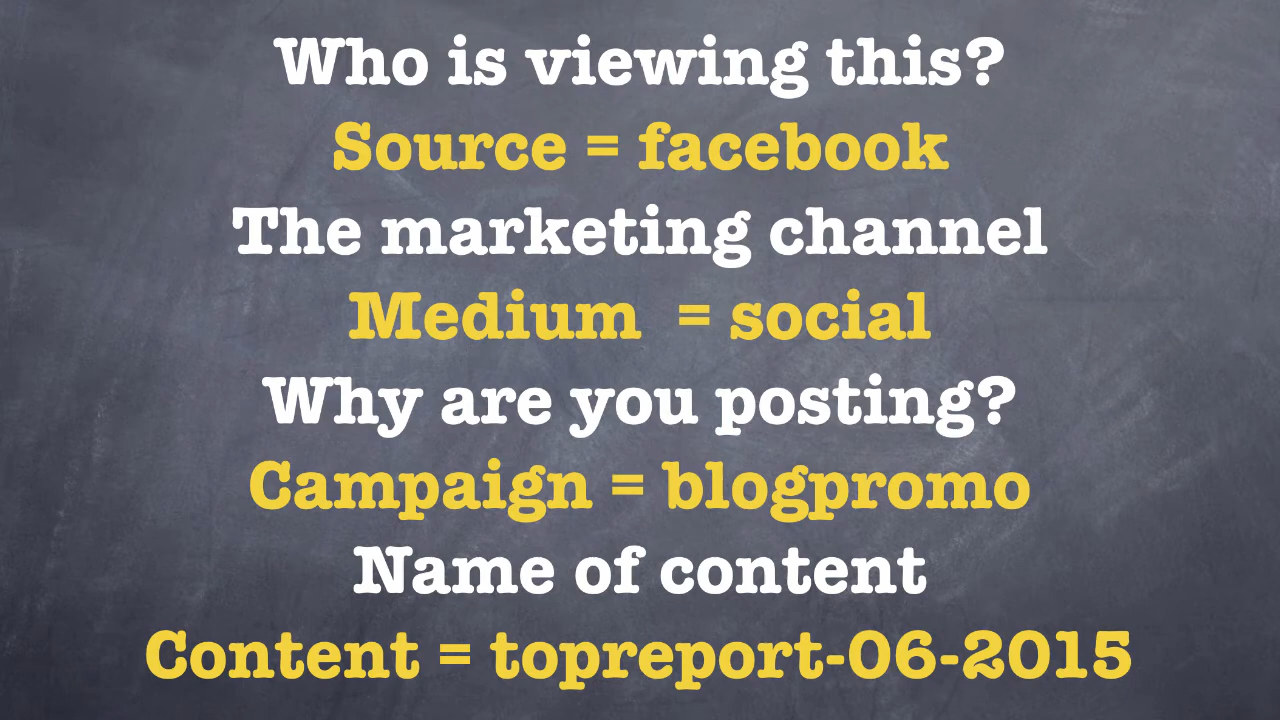 Who is viewing this?
Source = facebook
The marketing channel
Medium  = social
Why are you posting?
Campaign = blogpromo
Name of content
Content = topreport-06-2015